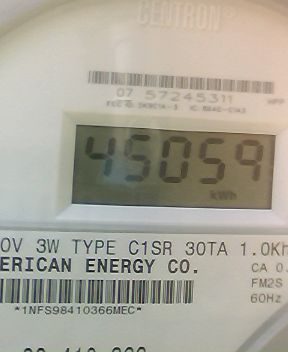 CENTRON®
07 57245311
45059
kWh
0V 3W TYPE C1SR 30TA 1.0Kh
ERICAN ENERGY CO.
CA 0.
FM2S
60Hz
*1NFS98410366MEC*